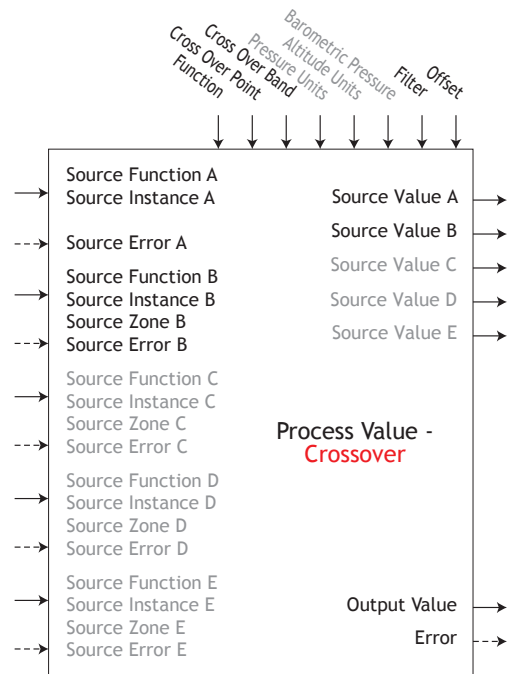 Function
Cross Over Point
Cross Over Band
Pressure Units
Altitude Units
Barometric Pressure
Filter
Offset
Source Function A
Source Instance A
Source Error A
Source Function B
Source Instance B
Source Zone B
Source Error B
Source Function C
Source Instance C
Source Zone C
Source Error C
Source Function D
Source Instance D
Source Zone D
Source Error D
Source Function E
Source Instance E
Source Zone E
Source Error E
Source Value A
Source Value B
Source Value C
Source Value D
Source Value E
Process Value -
Crossover
Output Value
Error